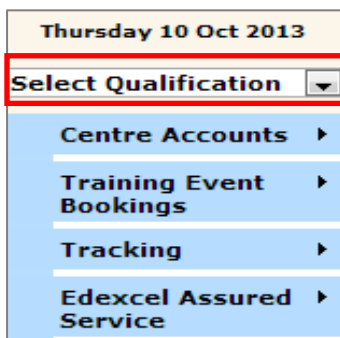 Thursday 10 Oct 2013
Select Qualification
Centre Accounts
Training Event
Bookings
Tracking
Edexcel Assured
Service